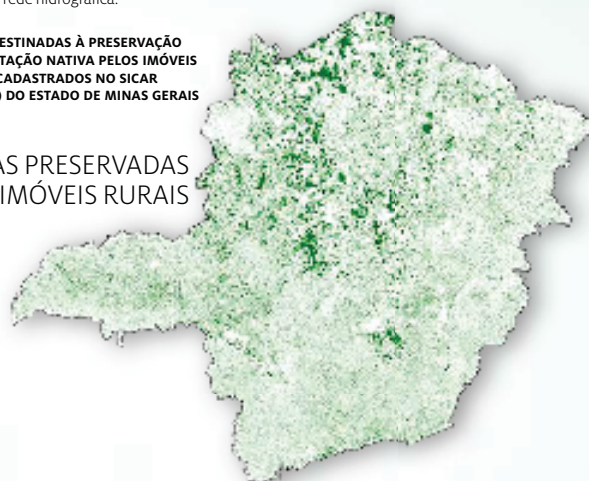 rede hidrográfica.
ESTINADAS À PRESERVAÇÃO
TAÇÃO NATIVA PELOS IMÓVEIS
CADASTRADOS NO SICAR
) DO ESTADO DE MINAS GERAIS
AS PRESERVADAS
IMÓVEIS RURAIS